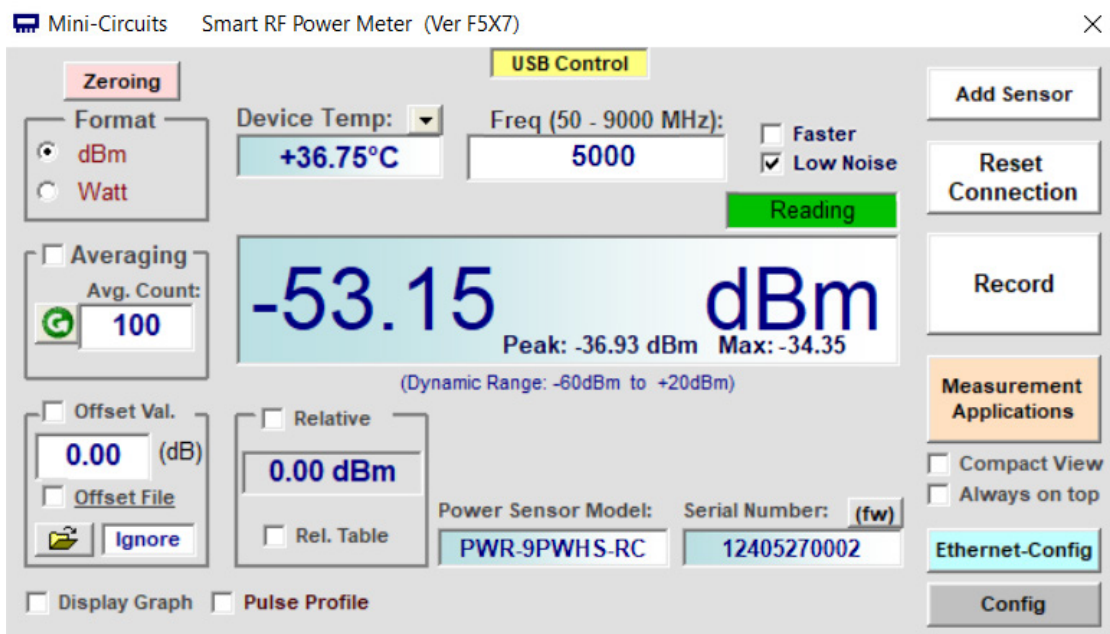 Mini-Circuits Smart RF Power Meter (Ver F5X7)
USB Control
Zeroing
Format
dBm
Watt
Device Temp:
+36.75°C
Freq (50 - 9000 MHz):
5000
Faster
Low Noise
Reading
Add Sensor
Reset
Connection
Record
Averaging
Avg. Count:
100
-53.15 dBm
Peak: -36.93 dBm Max: -34.35
(Dynamic Range: -60dBm to +20dBm)
Measurement
Applications
Offset Val.
0.00 (dB)
Offset File
Ignore
Relative
0.00 dBm
Rel. Table
Power Sensor Model:
PWR-9PWHS-RC
Serial Number: (fw)
12405270002
Compact View
Always on top
Ethernet-Config
Config
Display Graph Pulse Profile